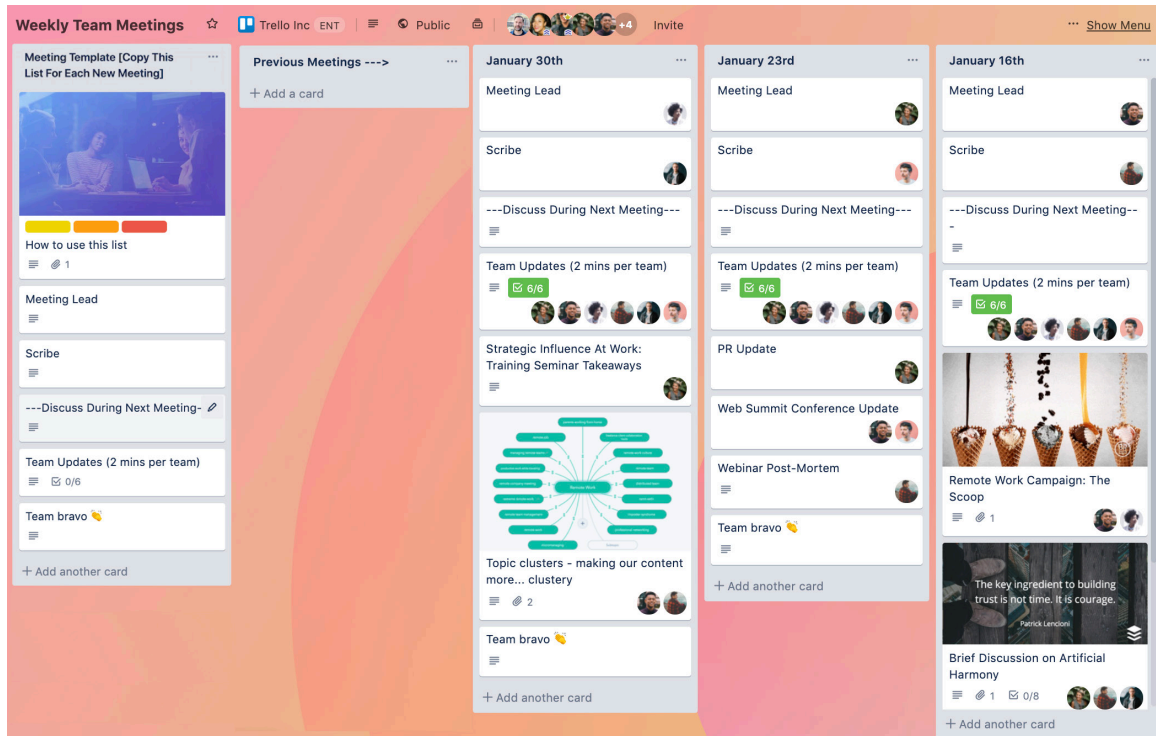 Weekly Team Meetings
Trello Inc ENT
Public
+4
Invite
Show Menu
Meeting Template [Copy This
List For Each New Meeting]
How to use this list
1
Meeting Lead
Scribe
---Discuss During Next Meeting-
Team Updates (2 mins per team)
0/6
Team bravo 👏
+ Add another card
Previous Meetings --->
+ Add a card
January 30th
Meeting Lead
Scribe
---Discuss During Next Meeting---
Team Updates (2 mins per team)
6/6
Strategic Influence At Work:
Training Seminar Takeaways
Remote Work
Topic clusters - making our content
more... clustery
2
Team bravo 👏
+ Add another card
January 23rd
Meeting Lead
Scribe
---Discuss During Next Meeting---
Team Updates (2 mins per team)
6/6
PR Update
Web Summit Conference Update
Webinar Post-Mortem
Team bravo 👏
+ Add another card
January 16th
Meeting Lead
Scribe
---Discuss During Next Meeting--
-
Team Updates (2 mins per team)
6/6
Remote Work Campaign: The
Scoop
1
The key ingredient to building
trust is not time. It is courage.
Patrick Lencioni
Brief Discussion on Artificial
Harmony
1
0/8
+ Add another card